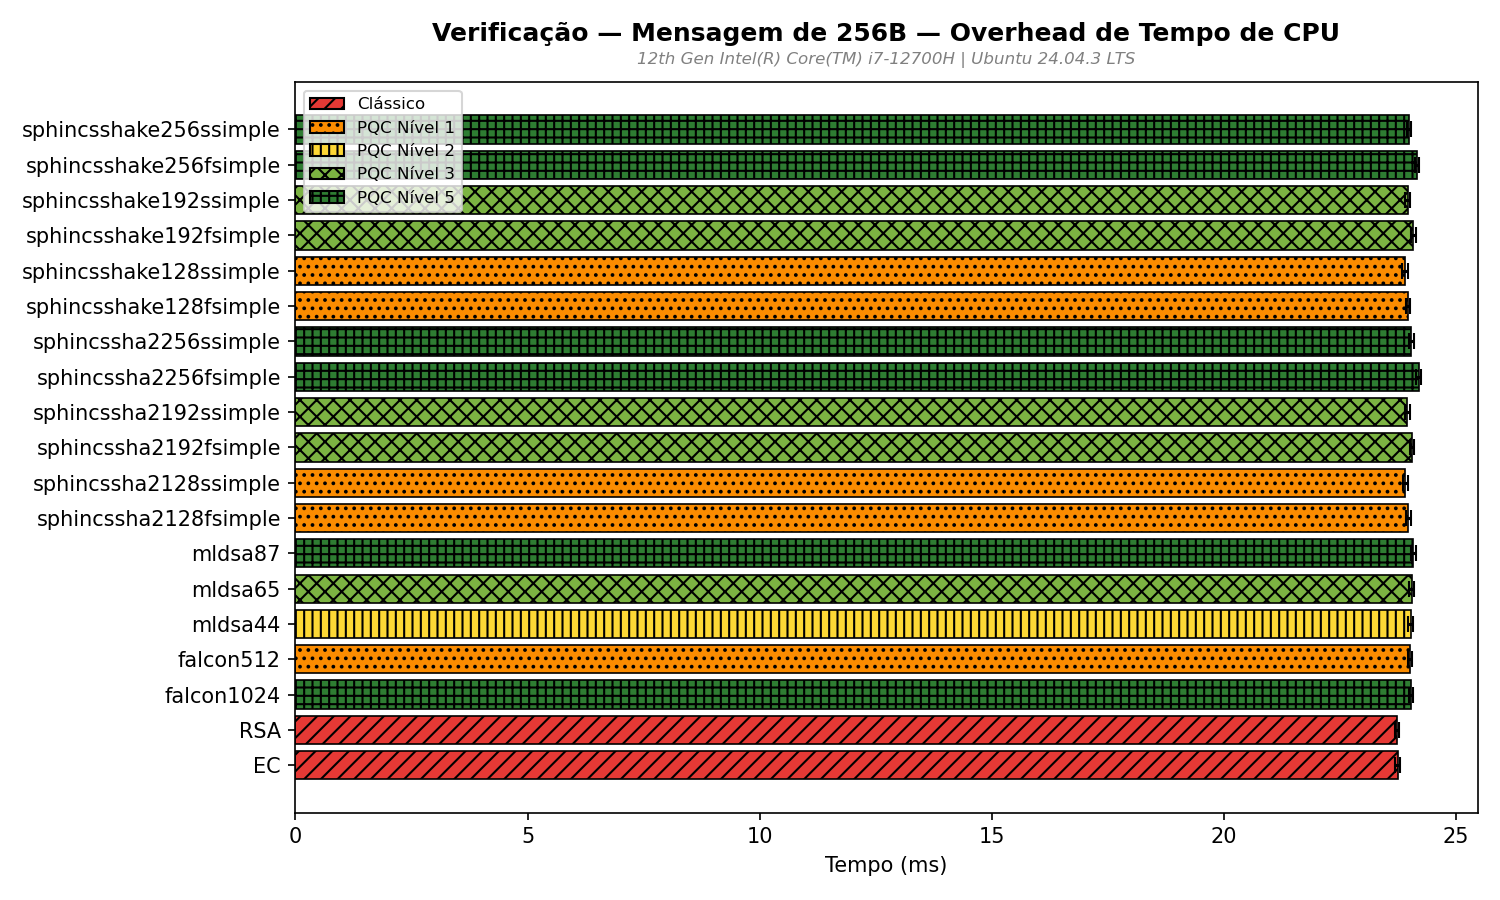 Verificação — Mensagem de 256B — Overhead de Tempo de CPU
12th Gen Intel(R) Core(TM) i7-12700H | Ubuntu 24.04.3 LTS
Clássico
PQC Nível 1
PQC Nível 2
PQC Nível 3
PQC Nível 5
sphincsshake256ssimple
sphincsshake256fsimple
sphincsshake192ssimple
sphincsshake192fsimple
sphincsshake128ssimple
sphincsshake128fsimple
sphincssha2256ssimple
sphincssha2256fsimple
sphincssha2192ssimple
sphincssha2192fsimple
sphincssha2128ssimple
sphincssha2128fsimple
mldsa87
mldsa65
mldsa44
falcon512
falcon1024
RSA
EC
0 5 10 15 20 25
Tempo (ms)